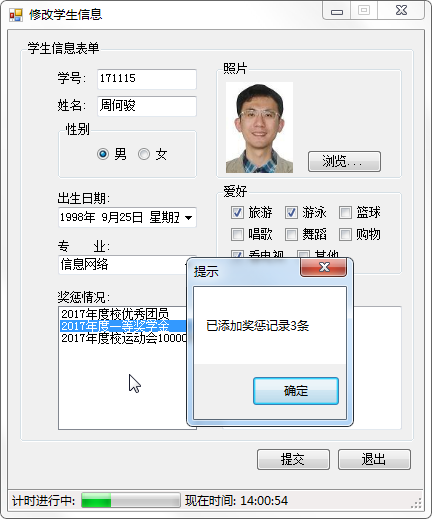 修改学生信息
学生信息表单
学号: 171115
姓名: 周何骏
性别
男 女
出生日期:
1998年 9月25日 星期五
专 业:
信息网络
奖惩情况:
2017年度校优秀团员
2017年度一等奖学金
2017年度校运动会10000
照片
浏览...
爱好
旅游 游泳 篮球
唱歌 舞蹈 购物
看电视 其他
提示
已添加奖惩记录3条
确定
提交 退出
计时进行中: 现在时间: 14:00:54